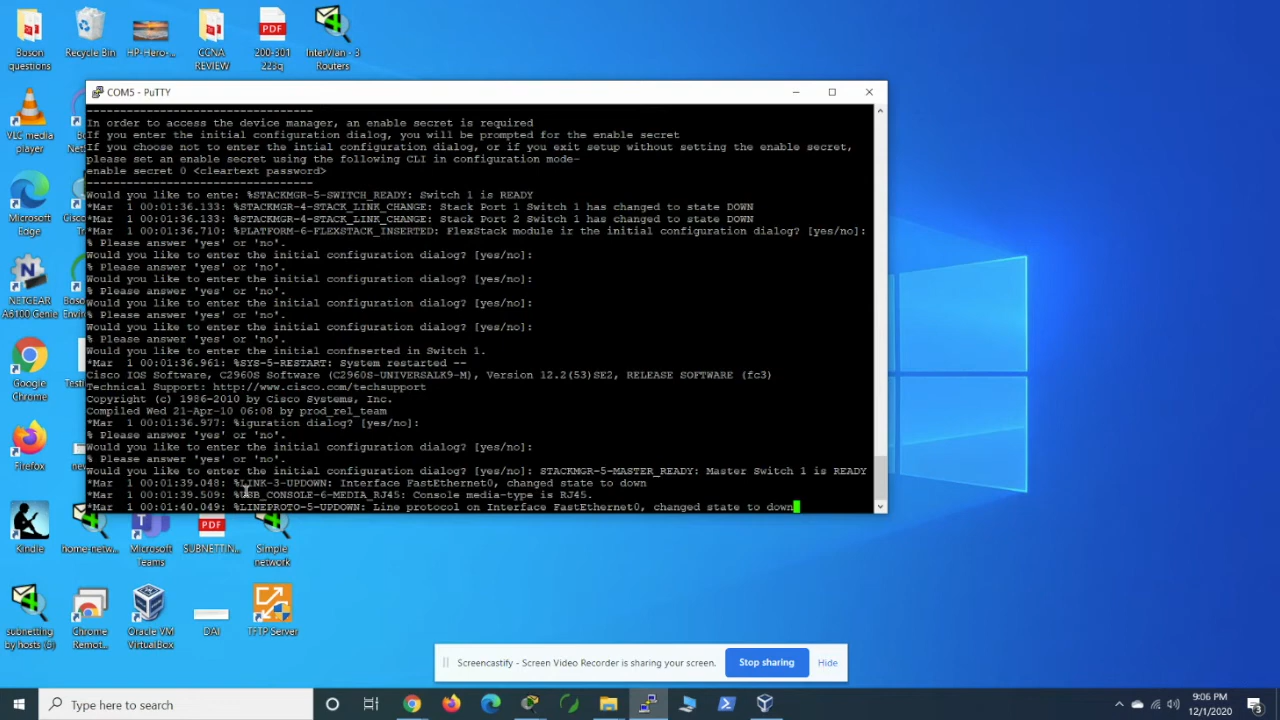 Boson
questions
Recycle Bin
HP-Hero-...
CCNA
REVIEW
PDF
200-301
225q
InterVlan - 3
Routers
VLC media
player
Microsoft
Edge
NETGEAR
A6100 Genie
Google
Chrome
Firefox
COM5 - PuTTY
--------------------------------
In order to access the device manager, an enable secret is required
If you enter the initial configuration dialog, you will be prompted for the enable secret
If you choose not to enter the intial configuration dialog, or if you exit setup without setting the enable secret,
please set an enable secret using the following CLI in configuration mode-
enable secret 0 <cleartext password>
--------------------------------
Would you like to ente: %STACKMGR-5-SWITCH_READY: Switch 1 is READY
*Mar  1 00:01:36.133: %STACKMGR-4-STACK_LINK_CHANGE: Stack Port 1 Switch 1 has changed to state DOWN
*Mar  1 00:01:36.133: %STACKMGR-4-STACK_LINK_CHANGE: Stack Port 2 Switch 1 has changed to state DOWN
*Mar  1 00:01:36.710: %PLATFORM-6-FLEXSTACK_INSERTED: FlexStack module ir the initial configuration dialog? [yes/no]:
% Please answer 'yes' or 'no'.
Would you like to enter the initial configuration dialog? [yes/no]:
% Please answer 'yes' or 'no'.
Would you like to enter the initial configuration dialog? [yes/no]:
% Please answer 'yes' or 'no'.
Would you like to enter the initial configuration dialog? [yes/no]:
% Please answer 'yes' or 'no'.
Would you like to enter the initial configuration dialog? [yes/no]:
% Please answer 'yes' or 'no'.
Would you like to enter the initial confnserted in Switch 1.
*Mar  1 00:01:36.961: %SYS-5-RESTART: System restarted --
Cisco IOS Software, C2960S Software (C2960S-UNIVERSALK9-M), Version 12.2(53)SE2, RELEASE SOFTWARE (fc3)
Technical Support: http://www.cisco.com/techsupport
Copyright (c) 1986-2010 by Cisco Systems, Inc.
Compiled Wed 21-Apr-10 06:08 by prod_rel_team
*Mar  1 00:01:36.977: %iguration dialog? [yes/no]:
% Please answer 'yes' or 'no'.
Would you like to enter the initial configuration dialog? [yes/no]:
% Please answer 'yes' or 'no'.
Would you like to enter the initial configuration dialog? [yes/no]: STACKMGR-5-MASTER_READY: Master Switch 1 is READY
*Mar  1 00:01:39.048: %LINK-3-UPDOWN: Interface FastEthernet0, changed state to down
*Mar  1 00:01:39.509: %USB_CONSOLE-6-MEDIA_RJ45: Console media-type is RJ45.
*Mar  1 00:01:40.049: %LINEPROTO-5-UPDOWN: Line protocol on Interface FastEthernet0, changed state to down
Kindle
home-netw...
Microsoft
Teams
PDF
SUBNETTIN...
Simple
network
subnetting
by hosts (B)
Chrome
Remot...
Oracle VM
VirtualBox
DAI
TFTP Server
Screencastify - Screen Video Recorder is sharing your screen.
Stop sharing
Hide
Type here to search
9:06 PM
12/1/2020
3